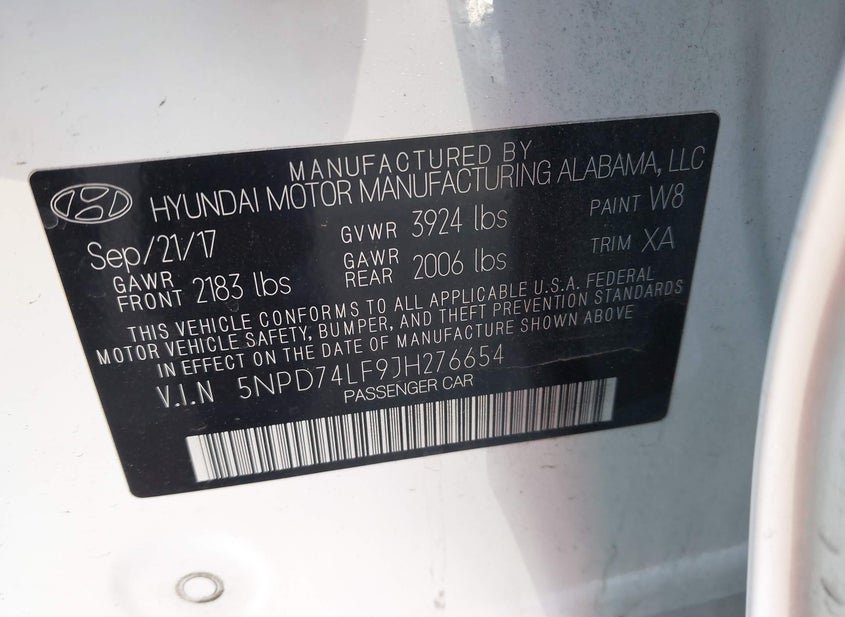 MANUFACTURED BY
HYUNDAI MOTOR MANUFACTURING ALABAMA, LLC
Sep/21/17 GVWR 3924 lbs PAINT W8
GAWR FRONT 2183 lbs GAWR REAR 2006 lbs TRIM XA
THIS VEHICLE CONFORMS TO ALL APPLICABLE U.S.A. FEDERAL
MOTOR VEHICLE SAFETY, BUMPER, AND THEFT PREVENTION STANDARDS
IN EFFECT ON THE DATE OF MANUFACTURE SHOWN ABOVE
V.I.N 5NPD74LF9JH276654
PASSENGER CAR